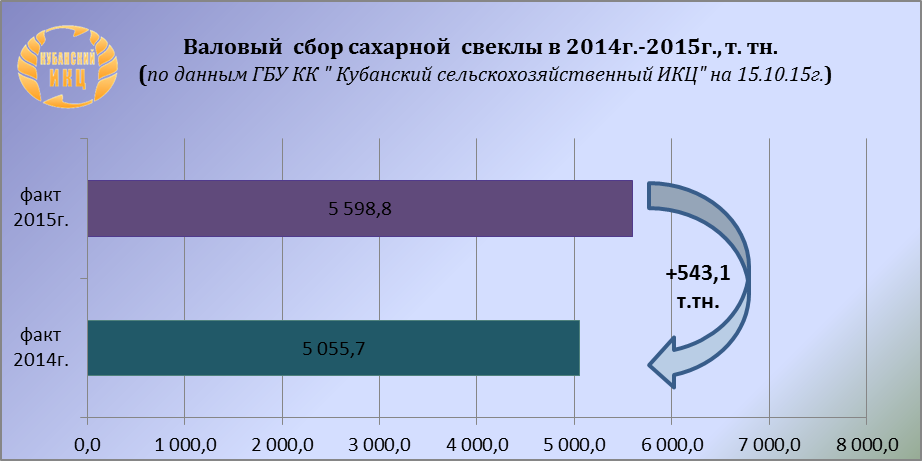 КУБАНСКИЙ
ИКЦ
Валовый сбор сахарной свеклы в 2014г.-2015г., т. тн.
(по данным ГБУ КК " Кубанский сельскохозяйственный ИКЦ" на 15.10.15г.)
факт
2015г.
5 598,8
+543,1
т.тн.
факт
2014г.
5 055,7
0,0 1 000,0 2 000,0 3 000,0 4 000,0 5 000,0 6 000,0 7 000,0 8 000,0